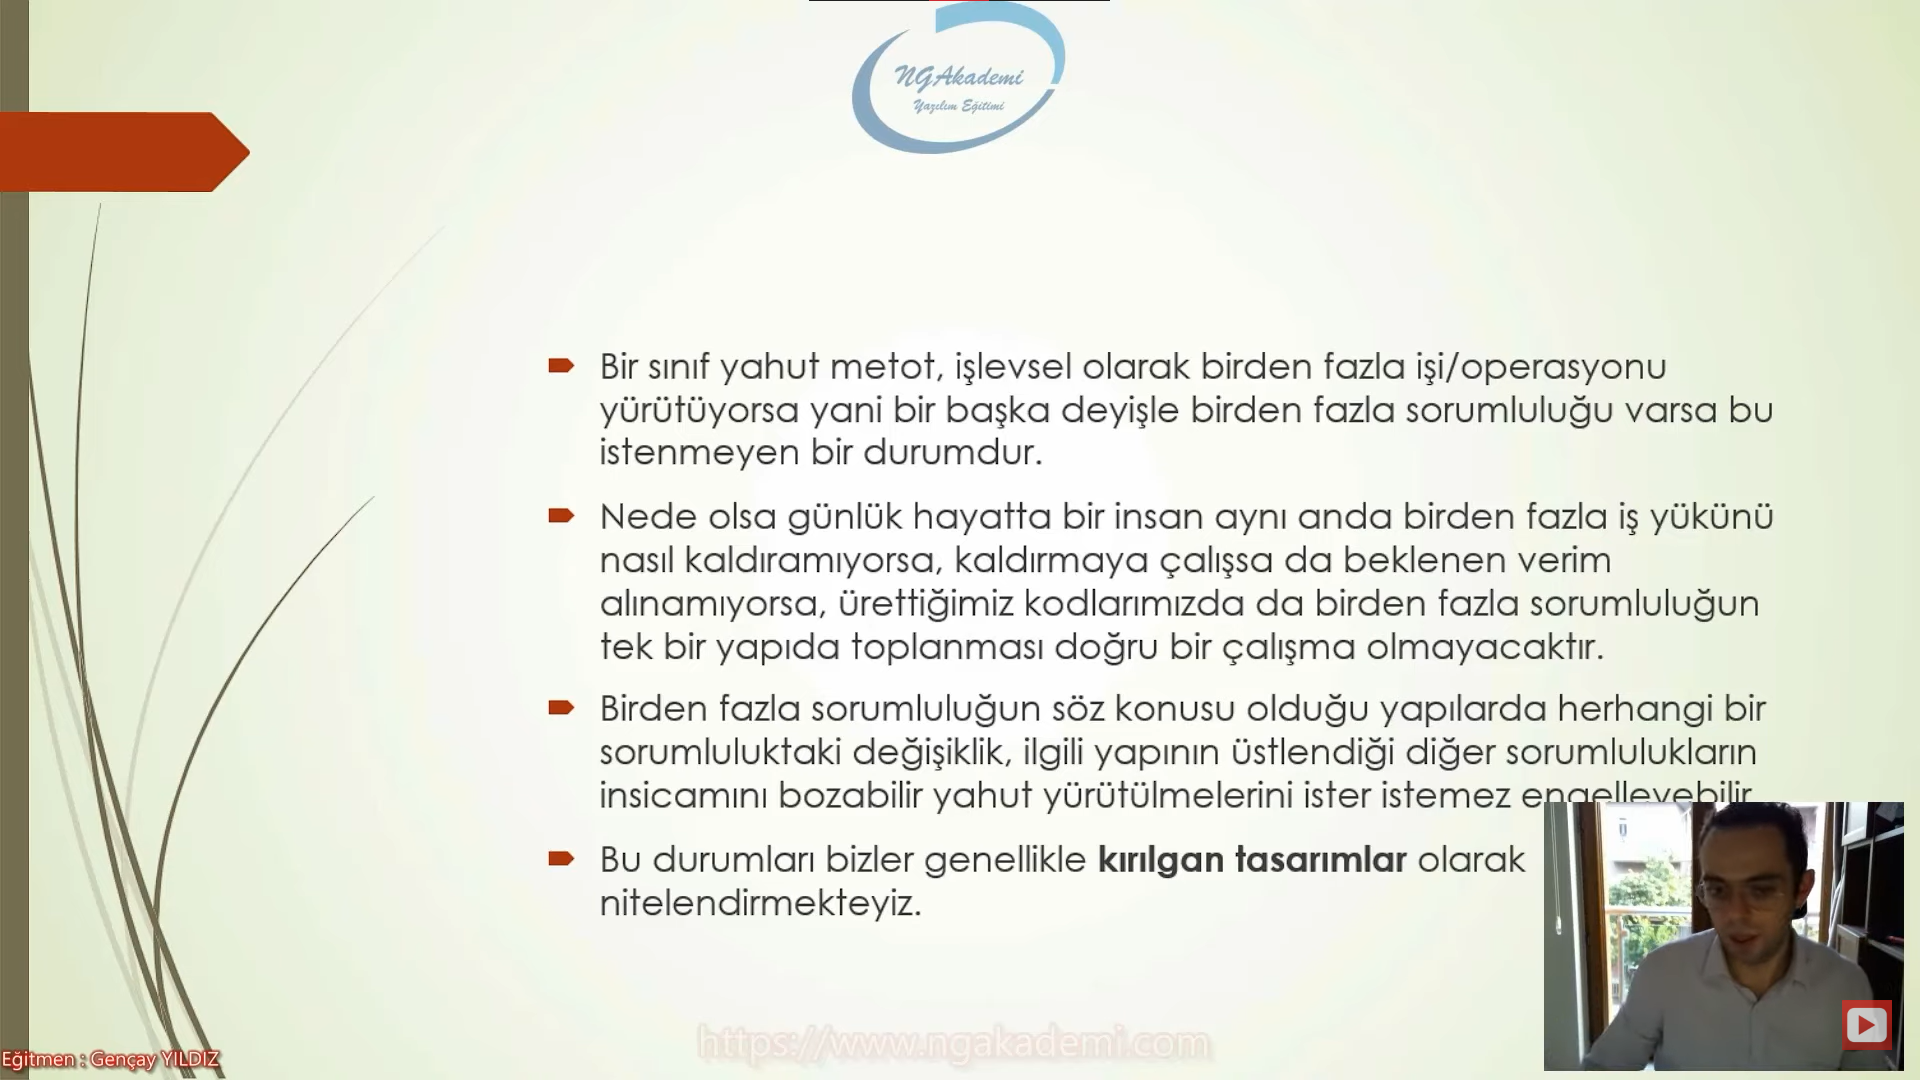 NGAkademi
Yazılım Eğitimi
Bir sınıf yahut metot, işlevsel olarak birden fazla işi/operasyonu
yürütüyorsa yani bir başka deyişle birden fazla sorumluluğu varsa bu
istenmeyen bir durumdur.
Nede olsa günlük hayatta bir insan aynı anda birden fazla iş yükünü
nasıl kaldıramıyorsa, kaldırmaya çalışsa da beklenen verim
alınamıyorsa, ürettiğimiz kodlarımızda da birden fazla sorumluluğun
tek bir yapıda toplanması doğru bir çalışma olmayacaktır.
Birden fazla sorumluluğun söz konusu olduğu yapılarda herhangi bir
sorumluluktaki değişiklik, ilgili yapının üstlendiği diğer sorumlulukların
insicamını bozabilir yahut yürütülmelerini ister istemez engelleyebilir
Bu durumları bizler genellikle kırılgan tasarımlar olarak
nitelendirmekteyiz.
https://www.ngakademi.com
Eğitmen : Gençay YILDIZ